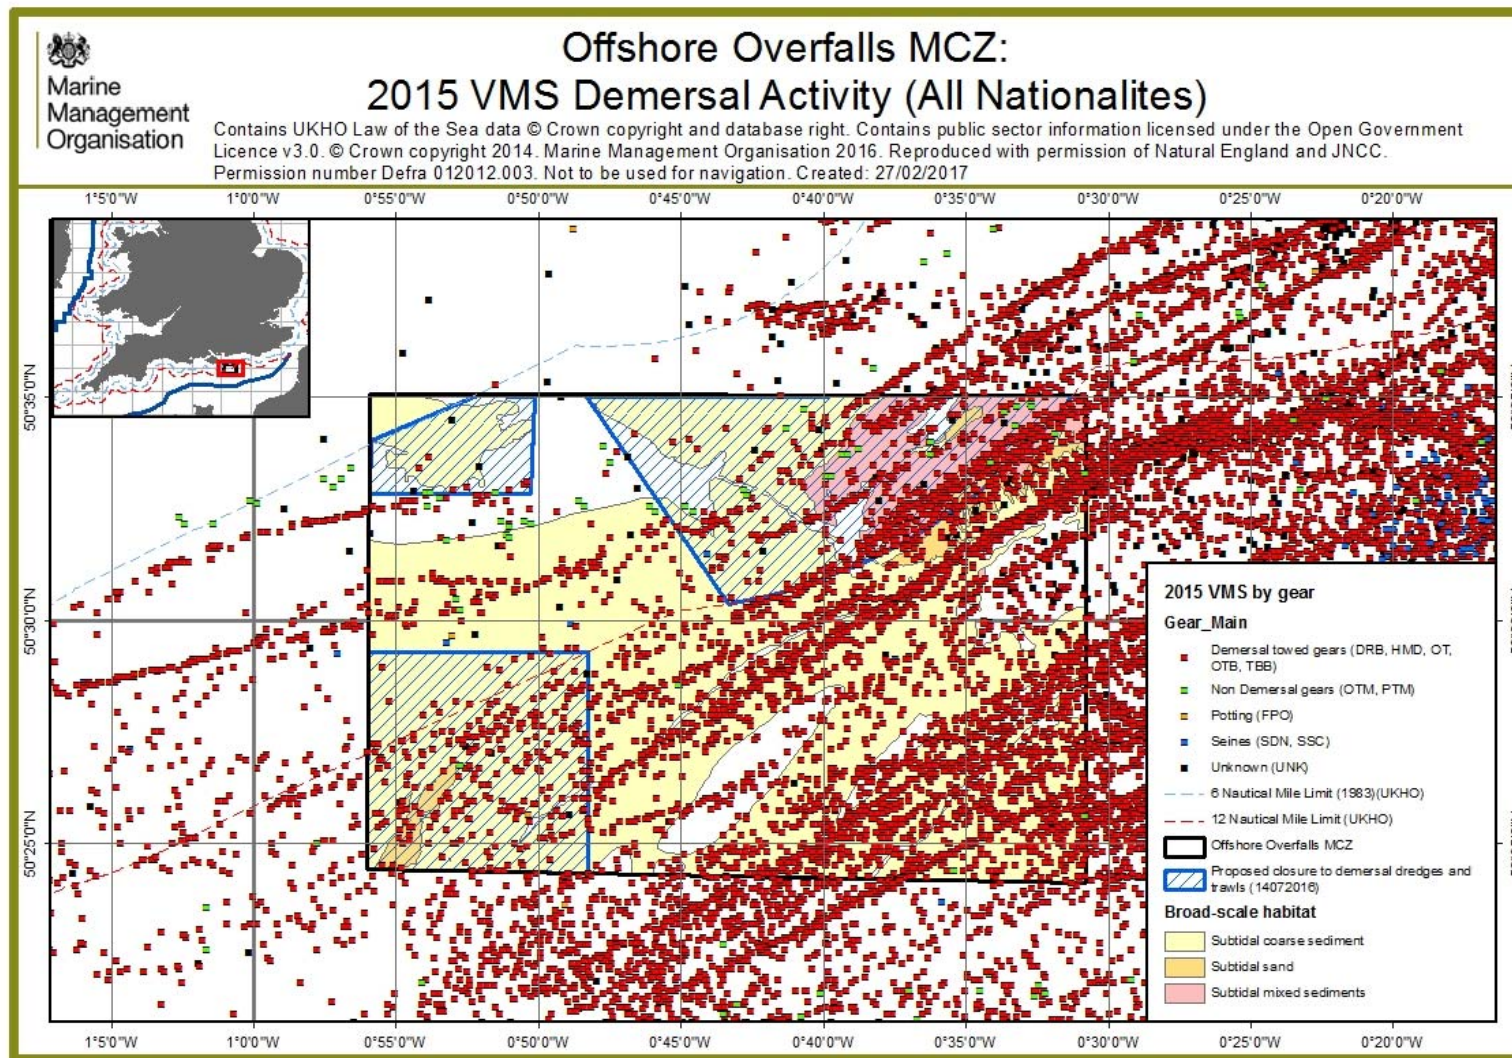 Marine
Management
Organisation
Offshore Overfalls MCZ:
2015 VMS Demersal Activity (All Nationalites)
Contains UKHO Law of the Sea data © Crown copyright and database right. Contains public sector information licensed under the Open Government
Licence v3.0. © Crown copyright 2014. Marine Management Organisation 2016. Reproduced with permission of Natural England and JNCC.
Permission number Defra 012012.003. Not to be used for navigation. Created: 27/02/2017
1°5'0"W 1°0'0"W 0°55'0"W 0°50'0"W 0°45'0"W 0°40'0"W 0°35'0"W 0°30'0"W 0°25'0"W 0°20'0"W
50°35'0"N
50°30'0"N
50°25'0"N
2015 VMS by gear
Gear_Main
Demersal towed gears (DRB, HMD, OT,
OTB, TBB)
Non Demersal gears (OTM, PTM)
Potting (FPO)
Seines (SDN, SSC)
Unknown (UNK)
6 Nautical Mile Limit (1983)(UKHO)
12 Nautical Mile Limit (UKHO)
Offshore Overfalls MCZ
Proposed closure to demersal dredges and
trawls (14072016)
Broad-scale habitat
Subtidal coarse sediment
Subtidal sand
Subtidal mixed sediments
1°5'0"W 1°0'0"W 0°55'0"W 0°50'0"W 0°45'0"W 0°40'0"W 0°35'0"W 0°30'0"W 0°25'0"W 0°20'0"W